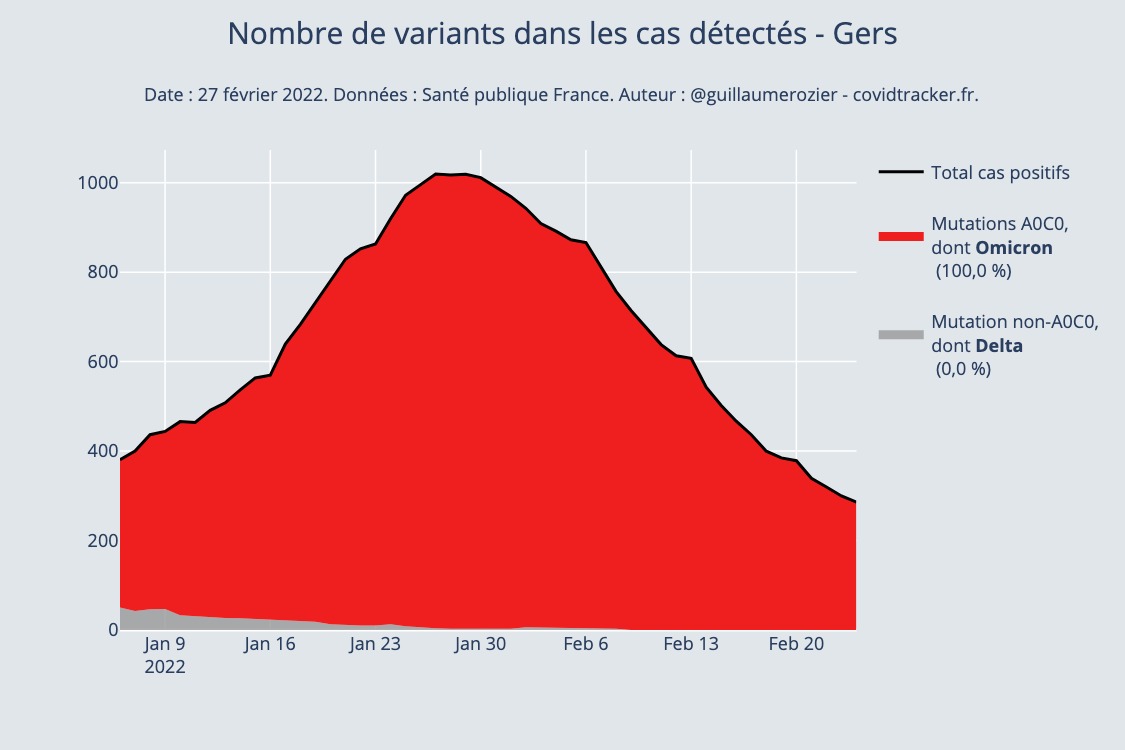 Nombre de variants dans les cas détectés - Gers
Date : 27 février 2022. Données : Santé publique France. Auteur : @guillaumerozier - covidtracker.fr.
1000
800
600
400
200
0
Jan 9
2022
Jan 16
Jan 23
Jan 30
Feb 6
Feb 13
Feb 20
Total cas positifs
Mutations A0C0,
dont Omicron
(100,0 %)
Mutation non-A0C0,
dont Delta
(0,0 %)